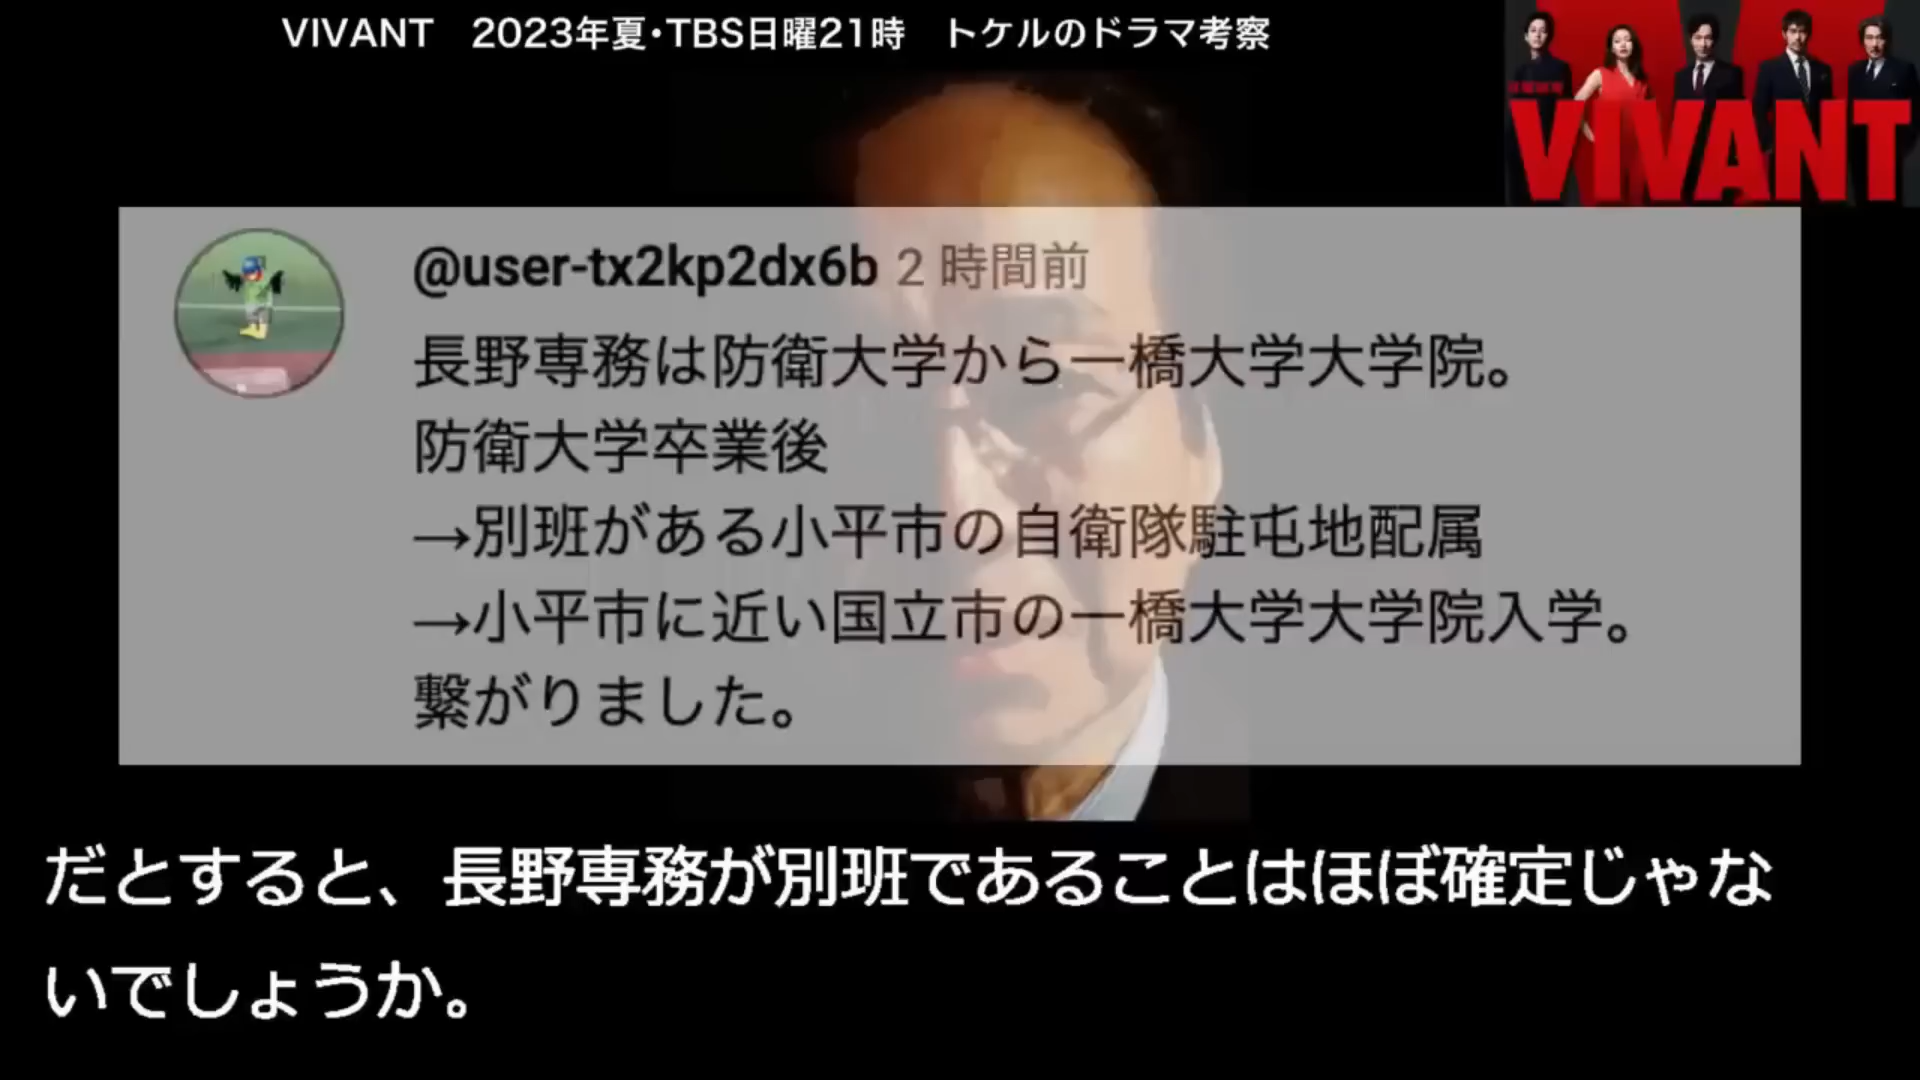 VIVANT 2023年夏･TBS日曜21時 トケルのドラマ考察
VIVANT
@user-tx2kp2dx6b 2 時間前
長野専務は防衛大学から一橋大学大学院。
防衛大学卒業後
→別班がある小平市の自衛隊駐屯地配属
→小平市に近い国立市の一橋大学大学院入学。
繋がりました。
だとすると、長野専務が別班であることはほぼ確定じゃな
いでしょうか。